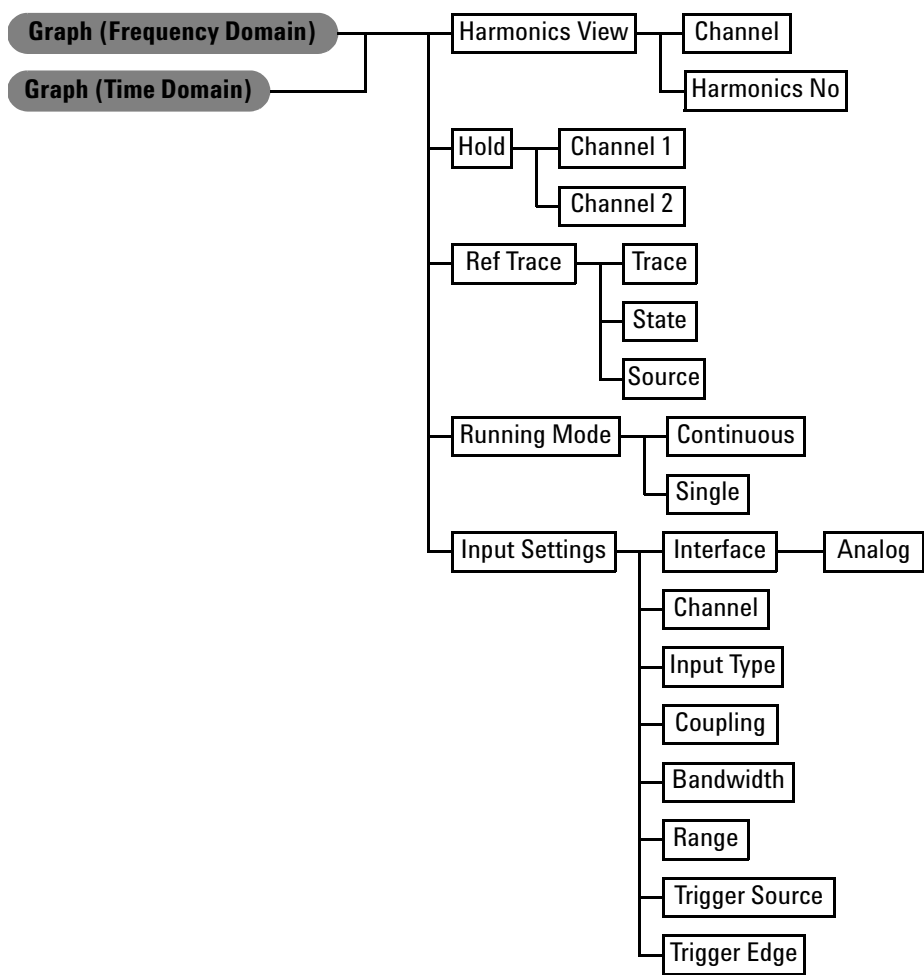 Graph (Frequency Domain)
Harmonics View
Channel
Graph (Time Domain)
Harmonics No
Hold
Channel 1
Channel 2
Ref Trace
Trace
State
Source
Running Mode
Continuous
Single
Input Settings
Interface
Analog
Channel
Input Type
Coupling
Bandwidth
Range
Trigger Source
Trigger Edge